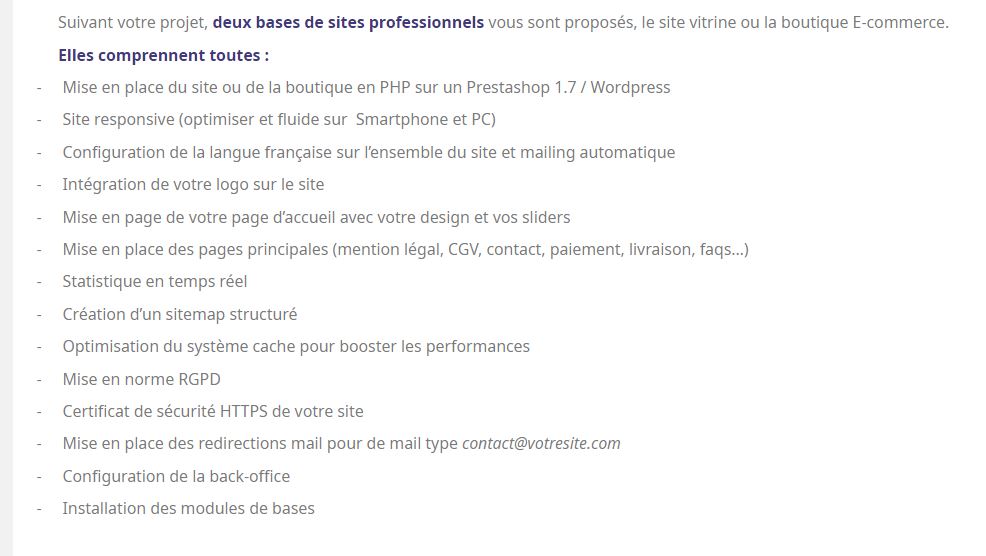 Suivant votre projet, deux bases de sites professionnels vous sont proposés, le site vitrine ou la boutique E-commerce.
Elles comprennent toutes :
- Mise en place du site ou de la boutique en PHP sur un Prestashop 1.7 / Wordpress
- Site responsive (optimiser et fluide sur Smartphone et PC)
- Configuration de la langue française sur l’ensemble du site et mailing automatique
- Intégration de votre logo sur le site
- Mise en page de votre page d’accueil avec votre design et vos sliders
- Mise en place des pages principales (mention légal, CGV, contact, paiement, livraison, faqs...)
- Statistique en temps réel
- Création d’un sitemap structuré
- Optimisation du système cache pour booster les performances
- Mise en norme RGPD
- Certificat de sécurité HTTPS de votre site
- Mise en place des redirections mail pour de mail type contact@votresite.com
- Configuration de la back-office
- Installation des modules de bases